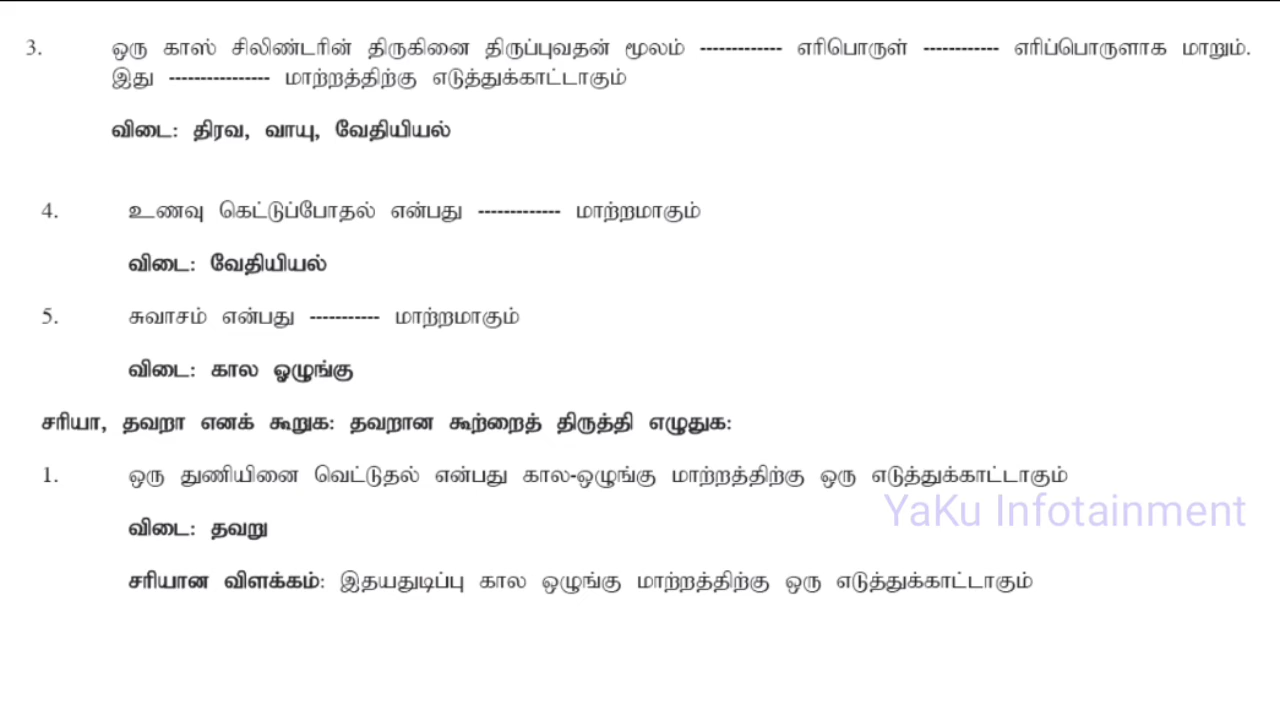 3. ஒரு காஸ் சிலிண்டரின் திருகினை திருப்புவதன் மூலம் ------------- எரிபொருள் ------------ எரிப்பொருளாக மாறும்.
இது ---------------- மாற்றத்திற்கு எடுத்துக்காட்டாகும்
விடை: திரவ, வாயு, வேதியியல்
4. உணவு கெட்டுப்போதல் என்பது ------------- மாற்றமாகும்
விடை: வேதியியல்
5. சுவாசம் என்பது ----------- மாற்றமாகும்
விடை: கால ஓழுங்கு
சரியா, தவறா எனக் கூறுக: தவறான கூற்றைத் திருத்தி எழுதுக:
1. ஒரு துணியினை வெட்டுதல் என்பது கால-ஒழுங்கு மாற்றத்திற்கு ஒரு எடுத்துக்காட்டாகும்
YaKu Infotainment
விடை: தவறு
சரியான விளக்கம்: இதயதுடிப்பு கால ஒழுங்கு மாற்றத்திற்கு ஒரு எடுத்துக்காட்டாகும்